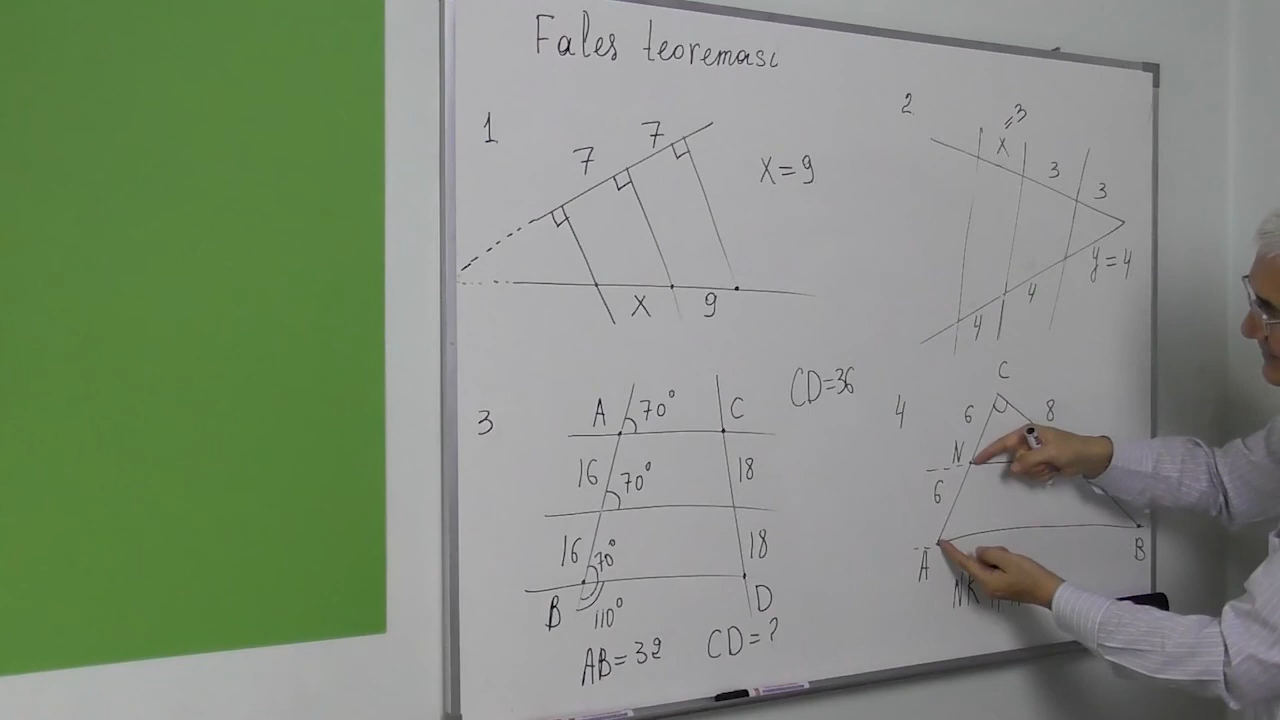 Fales teoreması
1
7
7
x = 9
x
9
2.
x = 3
3
3
y = 4
4
4
3
A
70°
C
CD = 36
16
70°
18
16
70°
18
B
110°
D
AB = 32
CD = ?
4
C
6
8
N
6
A
B
NK